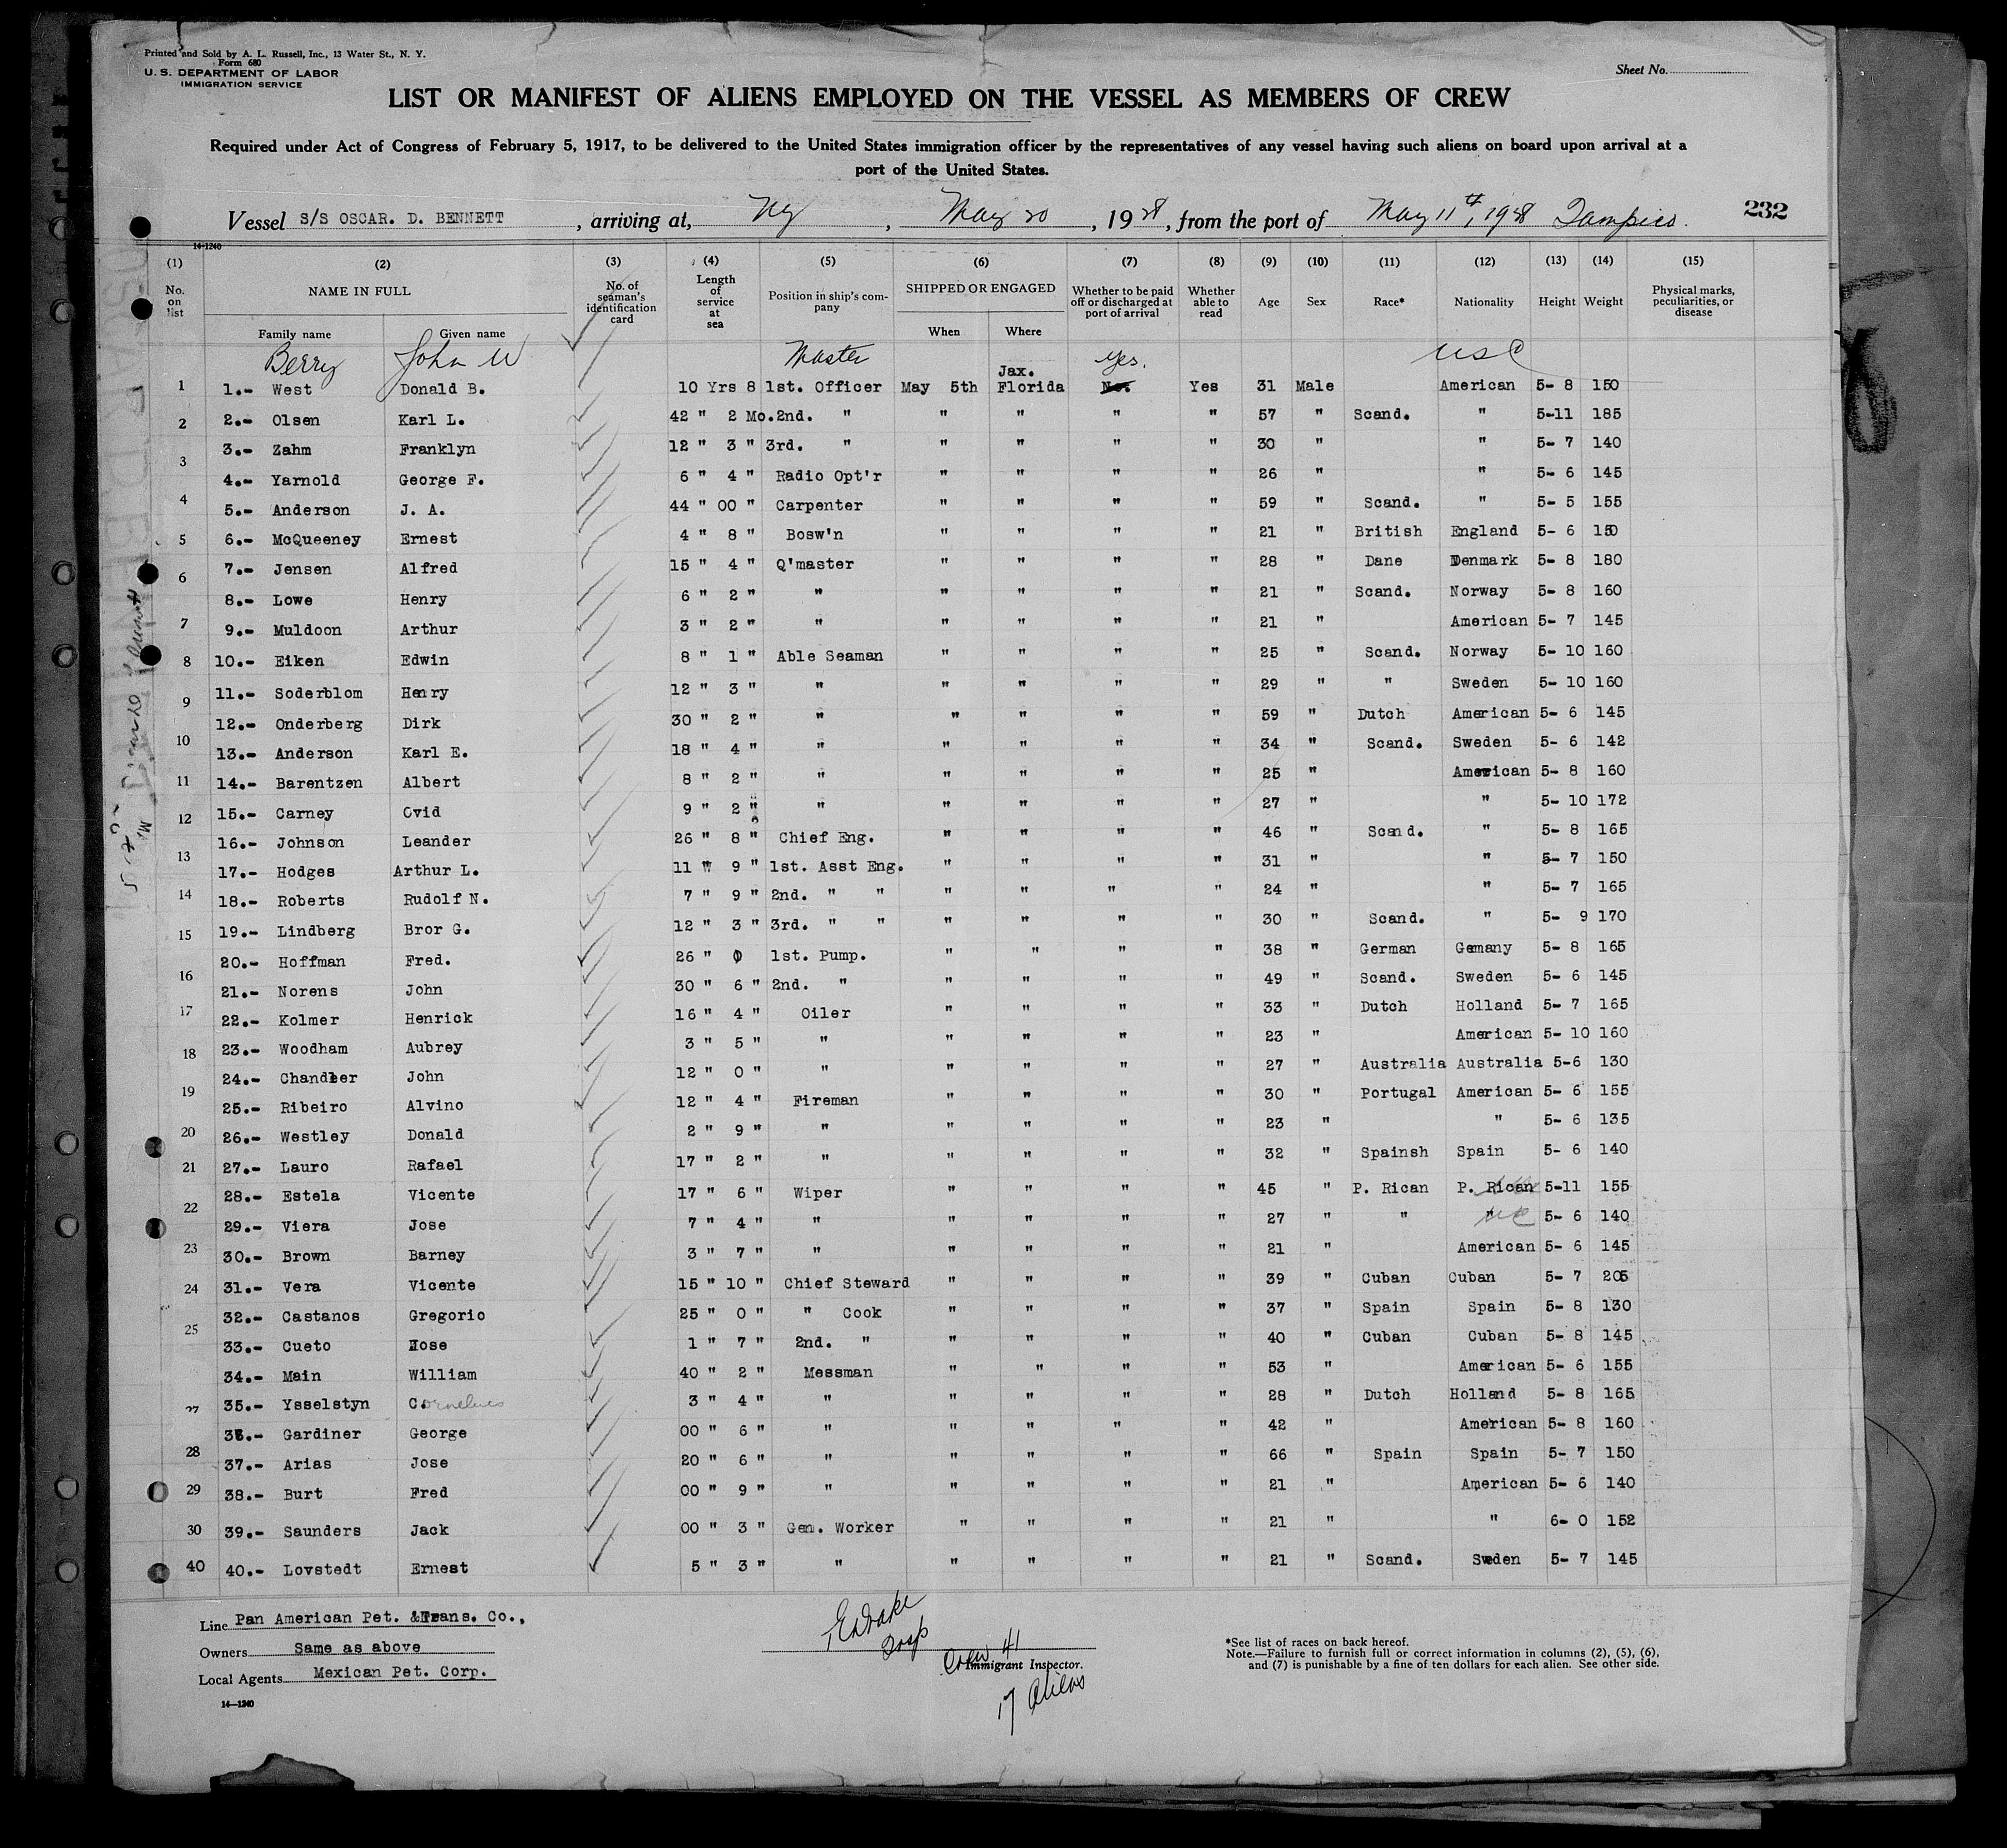 Printed and Sold by A. L. Russell, Inc., 13 Water St., N. Y.
Form 680
U. S. DEPARTMENT OF LABOR
IMMIGRATION SERVICE
Sheet No.
LIST OR MANIFEST OF ALIENS EMPLOYED ON THE VESSEL AS MEMBERS OF CREW
Required under Act of Congress of February 5, 1917, to be delivered to the United States immigration officer by the representatives of any vessel having such aliens on board upon arrival at a
port of the United States.
Vessel S/S OSCAR. D. BENNETT, arriving at, NY, May 20, 1928, from the port of May 11th, 1928 Tampico. 232
14-1240
(1) (2) (3) (4) (5) (6) (7) (8) (9) (10) (11) (12) (13) (14) (15)
No. on list NAME IN FULL No. of seaman's identification card Length of service at sea Position in ship's company SHIPPED OR ENGAGED Whether to be paid off or discharged at port of arrival Whether able to read Age Sex Race* Nationality Height Weight Physical marks, peculiarities, or disease
Family name Given name When Where
Berry John W Master Yes. USC
1 1.- West Donald B. 10 Yrs 8 1st. Officer May 5th Jax. Florida No. Yes 31 Male American 5- 8 150
2 2.- Olsen Karl L. 42 " 2 Mo. 2nd. " " " " " 57 " Scand. " 5-11 185
3 3.- Zahm Franklyn 12 " 3 " 3rd. " " " " " 30 " " 5- 7 140
4.- Yarnold George F. 6 " 4 " Radio Opt'r " " " " 26 " " 5- 6 145
4 5.- Anderson J. A. 44 " 00 " Carpenter " " " " 59 " Scand. " 5- 5 155
5 6.- McQueeney Ernest 4 " 8 " Bosw'n " " " " 21 " British England 5- 6 150
6 7.- Jensen Alfred 15 " 4 " Q'master " " " " 28 " Dane Denmark 5- 8 180
8.- Lowe Henry 6 " 2 " " " " " " 21 " Scand. Norway 5- 8 160
7 9.- Muldoon Arthur 3 " 2 " " " " " " 21 " American 5- 7 145
8 10.- Eiken Edwin 8 " 1 " Able Seaman " " " " 25 " Scand. Norway 5- 10 160
9 11.- Soderblom Henry 12 " 3 " " " " " " 29 " " Sweden 5- 10 160
12.- Onderberg Dirk 30 " 2 " " " " " " 59 " Dutch American 5- 6 145
10 13.- Anderson Karl E. 18 " 4 " " " " " " 34 " Scand. Sweden 5- 6 142
11 14.- Barentzen Albert 8 " 2 " " " " " " 25 " American 5- 8 160
12 15.- Carney Ovid 9 " 2 " " " " " " 27 " " 5- 10 172
16.- Johnson Leander 26 " 8 " Chief Eng. " " " " 46 " Scand. " 5- 8 165
13 17.- Hodges Arthur L. 11 " 9 " 1st. Asst Eng. " " " " 31 " " 5- 7 150
14 18.- Roberts Rudolf N. 7 " 9 " 2nd. " " " " " " 24 " " 5- 7 165
15 19.- Lindberg Bror G. 12 " 3 " 3rd. " " " " " " 30 " Scand. " 5- 9 170
20.- Hoffman Fred. 26 " 0 1st. Pump. " " " " 38 " German Gemany 5- 8 165
16 21.- Norens John 30 " 6 " 2nd. " " " " " 49 " Scand. Sweden 5- 6 145
17 22.- Kolmer Henrick 16 " 4 " Oiler " " " " 33 " Dutch Holland 5- 7 165
18 23.- Woodham Aubrey 3 " 5 " " " " " " 23 " American 5- 10 160
24.- Chandler John 12 " 0 " " " " " " 27 " Australia Australia 5-6 130
19 25.- Ribeiro Alvino 12 " 4 " Fireman " " " " 30 " Portugal American 5- 6 155
20 26.- Westley Donald 2 " 9 " " " " " " 23 " " 5- 6 135
21 27.- Lauro Rafael 17 " 2 " " " " " " 32 " Spainsh Spain 5- 6 140
22 28.- Estela Vicente 17 " 6 " Wiper " " " " 45 " P. Rican P. Rican 5-11 155
29.- Viera Jose 7 " 4 " " " " " " 27 " " " 5- 6 140
23 30.- Brown Barney 3 " 7 " " " " " " 21 " American 5- 6 145
24 31.- Vera Vicente 15 " 10 " Chief Steward " " " " 39 " Cuban Cuban 5- 7 205
25 32.- Castanos Gregorio 25 " 0 " " Cook " " " " 37 " Spain Spain 5- 8 130
33.- Cueto Hose 1 " 7 " 2nd. " " " " " 40 " Cuban Cuban 5- 8 145
34.- Main William 40 " 2 " Messman " " " " 53 " American 5- 6 155
27 35.- Ysselstyn Cornelius 3 " 4 " " " " " " 28 " Dutch Holland 5- 8 165
36.- Gardiner George 00 " 6 " " " " " " 42 " American 5- 8 160
28 37.- Arias Jose 20 " 6 " " " " " " 66 " Spain Spain 5- 7 150
29 38.- Burt Fred 00 " 9 " " " " " " 21 " American 5- 6 140
30 39.- Saunders Jack 00 " 3 " Gen. Worker " " " " 21 " " 6- 0 152
40 40.- Lovstedt Ernest 5 " 3 " " " " " " 21 " Scand. Sweden 5- 7 145
Line Pan American Pet. &Trans. Co.,
Owners Same as above
Local Agents Mexican Pet. Corp.
14-1240
EDrake
Insp
Crew 41
Immigrant Inspector.
17 Aliens
*See list of races on back hereof.
Note.—Failure to furnish full or correct information in columns (2), (5), (6),
and (7) is punishable by a fine of ten dollars for each alien. See other side.